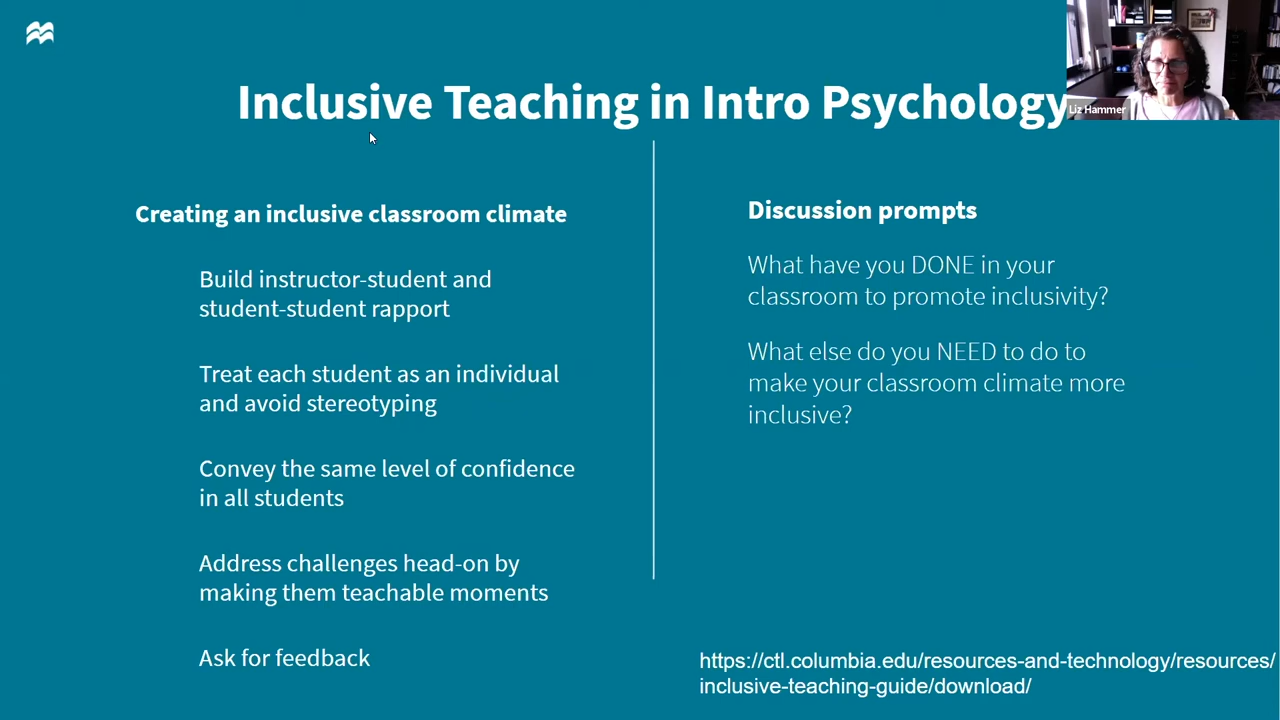 Inclusive Teaching in Intro Psychology
Liz Hammer
Creating an inclusive classroom climate
Build instructor-student and
student-student rapport
Treat each student as an individual
and avoid stereotyping
Convey the same level of confidence
in all students
Address challenges head-on by
making them teachable moments
Ask for feedback
Discussion prompts
What have you DONE in your
classroom to promote inclusivity?
What else do you NEED to do to
make your classroom climate more
inclusive?
https://ctl.columbia.edu/resources-and-technology/resources/
inclusive-teaching-guide/download/